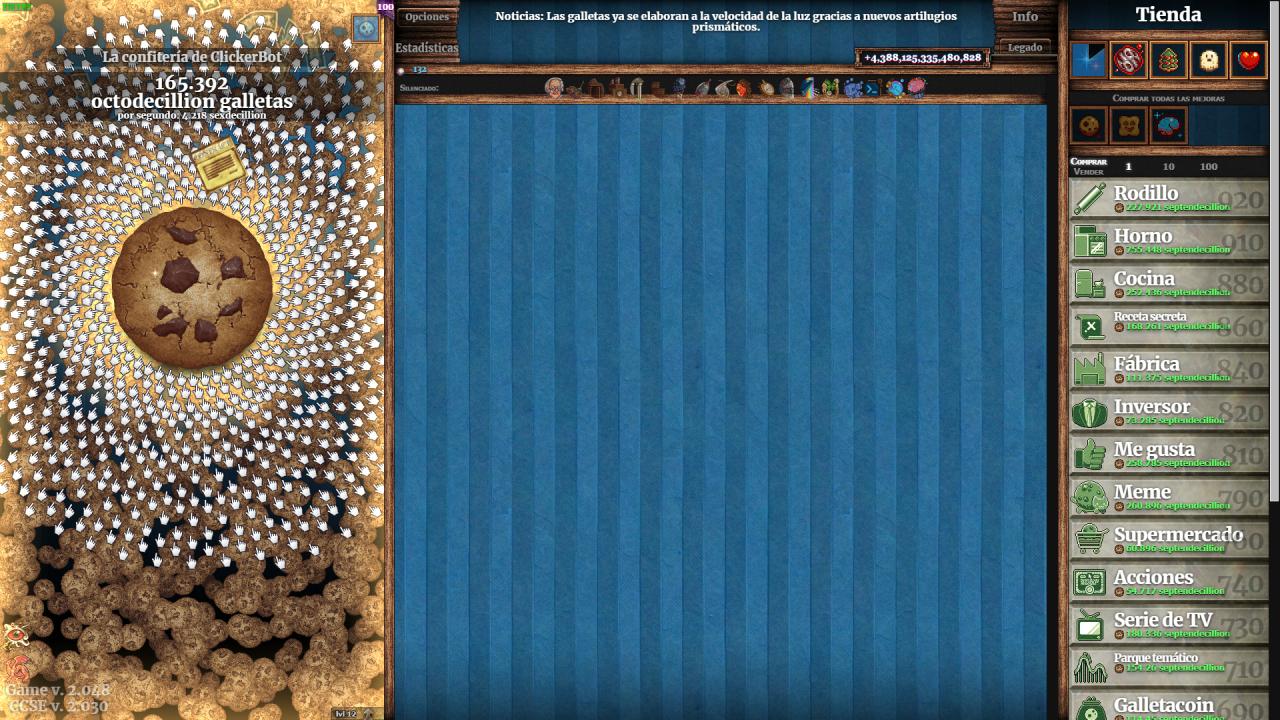 100
Opciones
Noticias: Las galletas ya se elaboran a la velocidad de la luz gracias a nuevos artilugios
prismáticos.
Info
Estadísticas
Legado
+4,388,125,335,480,828
132
Silenciado:
La confitería de ClickerBot
165.392
octodecillion galletas
por segundo: 4.218 sexdecillion
Game v. 2.048
CCSE v. 2.030
lvl 12
Tienda
Comprar todas las mejoras
Comprar
Vender
1
10
100
Rodillo
227.921 septendecillion
920
Horno
755.448 septendecillion
910
Cocina
252.436 septendecillion
880
Receta secreta
168.261 septendecillion
860
Fábrica
111.375 septendecillion
840
Inversor
73.285 septendecillion
820
Me gusta
258.785 septendecillion
810
Meme
260.896 septendecillion
790
Supermercado
60.896 septendecillion
Acciones
54.717 septendecillion
740
Serie de TV
180.336 septendecillion
730
Parque temático
154.26 septendecillion
710
Galletacoin
690